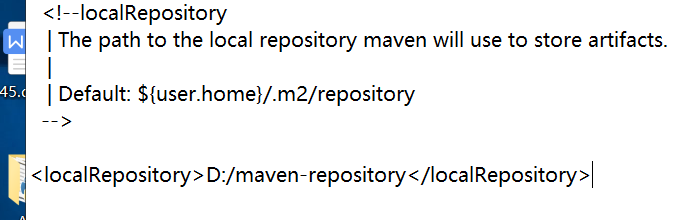 <!--localRepository
| The path to the local repository maven will use to store artifacts.
|
| Default: ${user.home}/.m2/repository
-->
W
45.c
<localRepository>D:/maven-repository</localRepository>